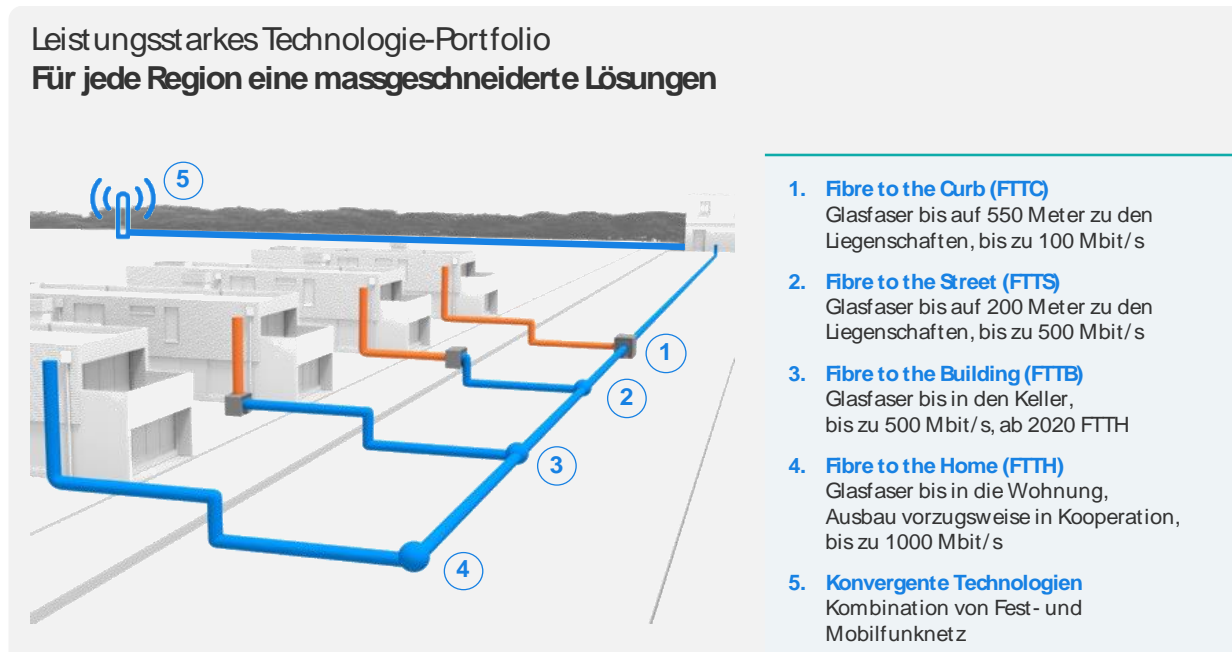 Leistungsstarkes Technologie-Portfolio
Für jede Region eine massgeschneiderte Lösungen
5
1
2
3
4
1. Fibre to the Curb (FTTC)
Glasfaser bis auf 550 Meter zu den
Liegenschaften, bis zu 100 Mbit/s
2. Fibre to the Street (FTTS)
Glasfaser bis auf 200 Meter zu den
Liegenschaften, bis zu 500 Mbit/s
3. Fibre to the Building (FTTB)
Glasfaser bis in den Keller,
bis zu 500 Mbit/s, ab 2020 FTTH
4. Fibre to the Home (FTTH)
Glasfaser bis in die Wohnung,
Ausbau vorzugsweise in Kooperation,
bis zu 1000 Mbit/s
5. Konvergente Technologien
Kombination von Fest- und
Mobilfunknetz